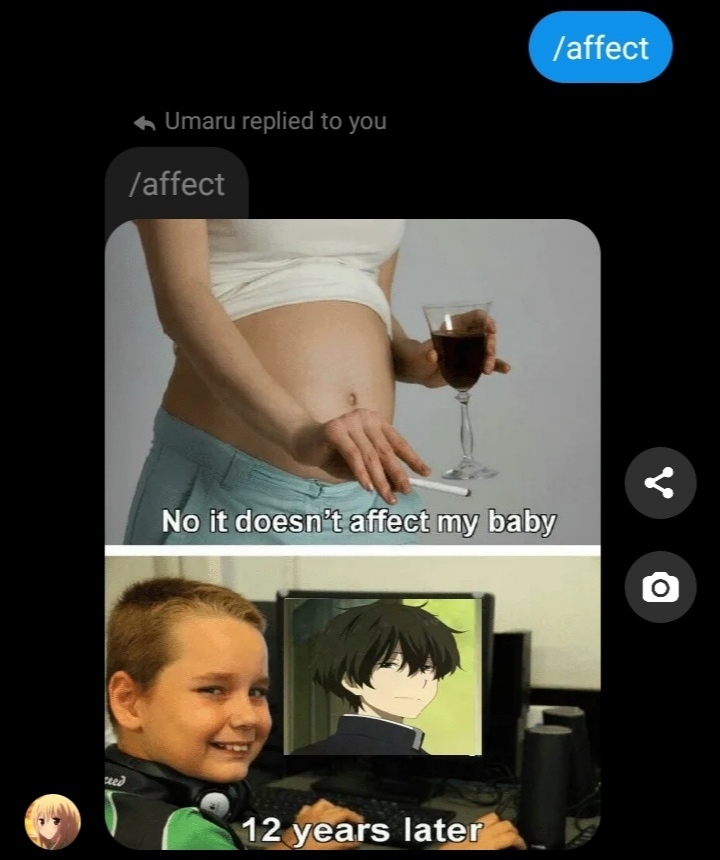 /affect
Umaru replied to you
/affect
No it doesn't affect my baby
12 years later